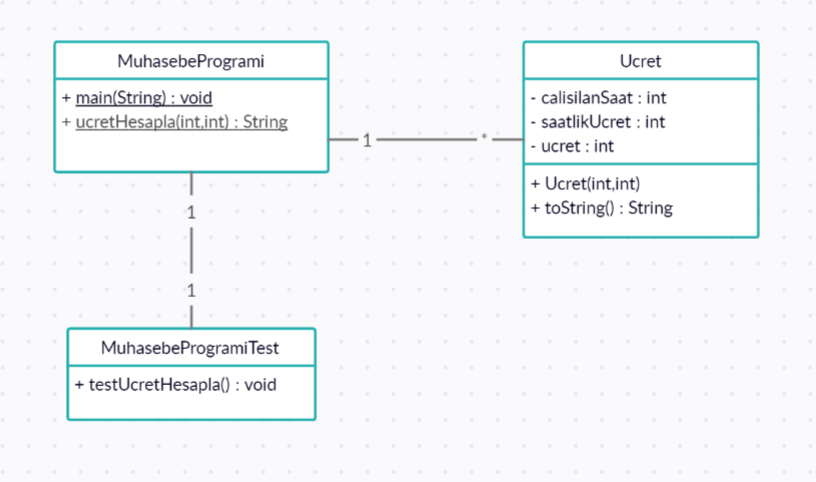 MuhasebeProgrami
+ main(String) : void
+ ucretHesapla(int,int) : String
1
*
Ucret
- calisilanSaat : int
- saatlikUcret : int
- ucret : int
+ Ucret(int,int)
+ toString() : String
1
1
MuhasebeProgramiTest
+ testUcretHesapla() : void